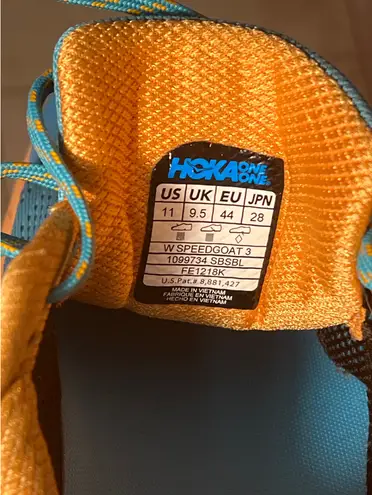 HOKA ONE ONE
US UK EU JPN
11 9.5 44 28
W SPEEDGOAT 3
1099734 SBSBL
FE1218K
U.S.Pat.# 8,881,427
MADE IN VIETNAM
FABRIQUE EN VIETNAM
HECHO EN VIETNAM